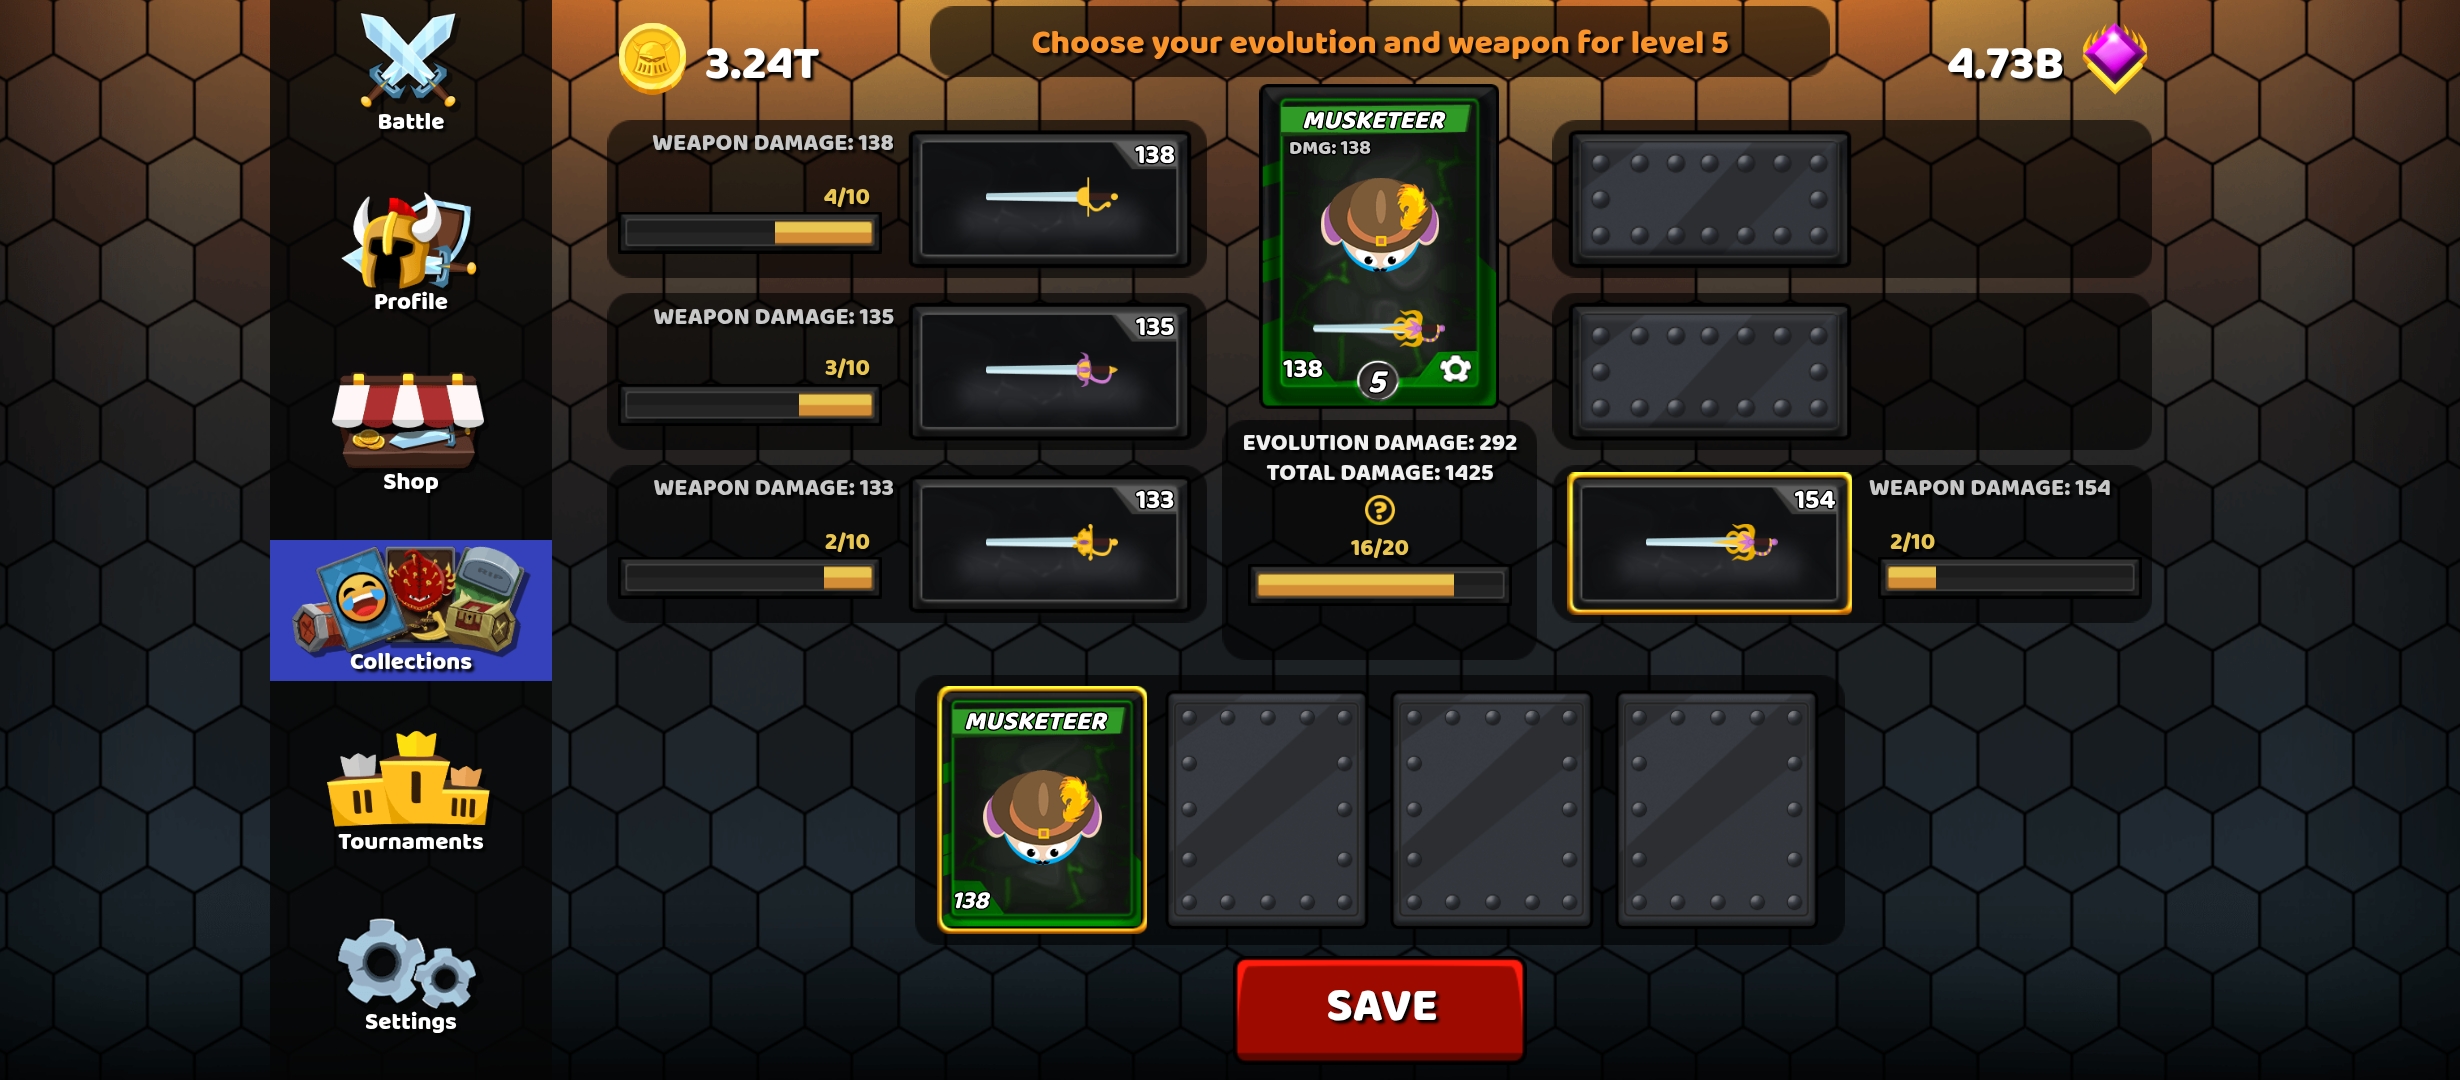 Battle
Profile
Shop
Collections
Tournaments
Settings
3.24T
Choose your evolution and weapon for level 5
4.73B
WEAPON DAMAGE: 138
4/10
138
WEAPON DAMAGE: 135
3/10
135
WEAPON DAMAGE: 133
2/10
133
MUSKETEER
DMG: 138
138
5
EVOLUTION DAMAGE: 292
TOTAL DAMAGE: 1425
?
16/20
154
WEAPON DAMAGE: 154
2/10
MUSKETEER
138
SAVE